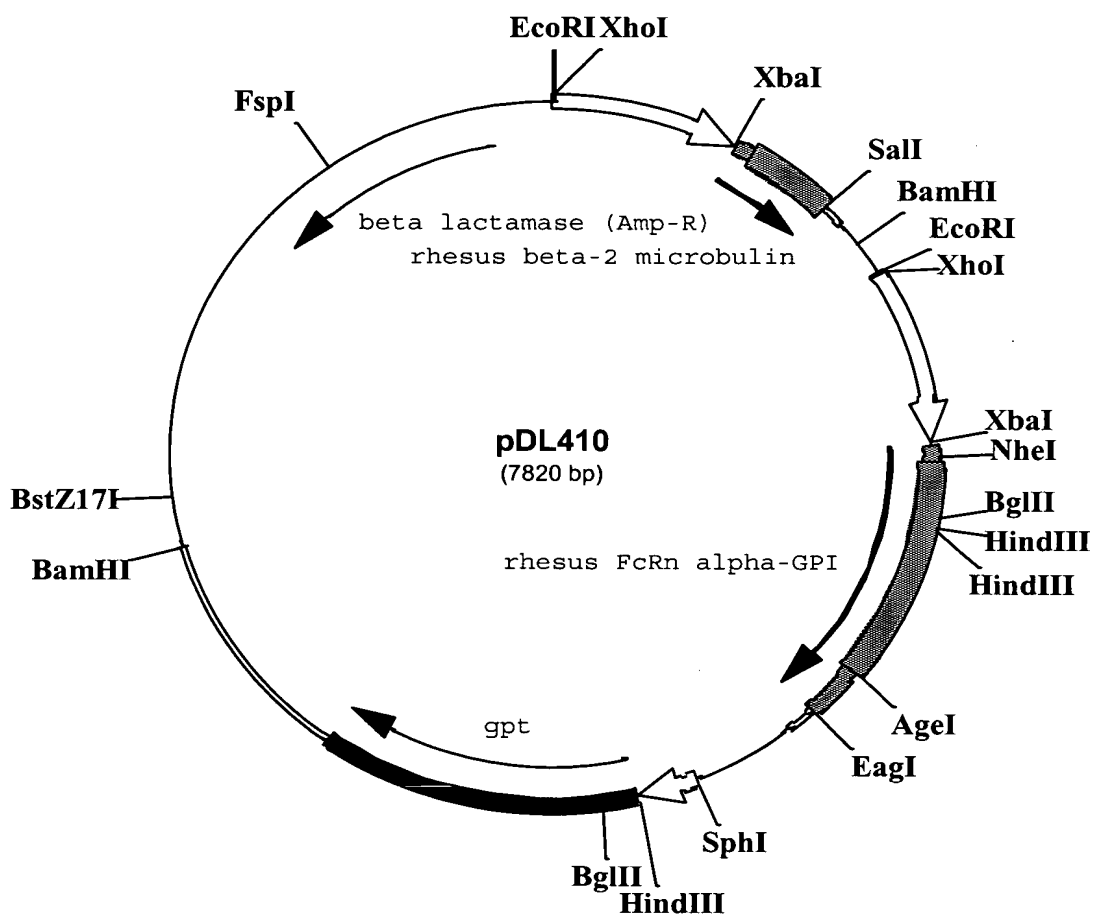 EcoRI XhoI
XbaI
FspI
SalI
BamHI
beta lactamase (Amp-R)
EcoRI
rhesus beta-2 microbulin
XhoI
XbaI
pDL410
NheI
(7820 bp)
BstZ17I
BglII
HindIII
rhesus FcRn alpha-GPI
BamHI
HindIII
AgeI
gpt
EagI
SphI
BglII
HindIII